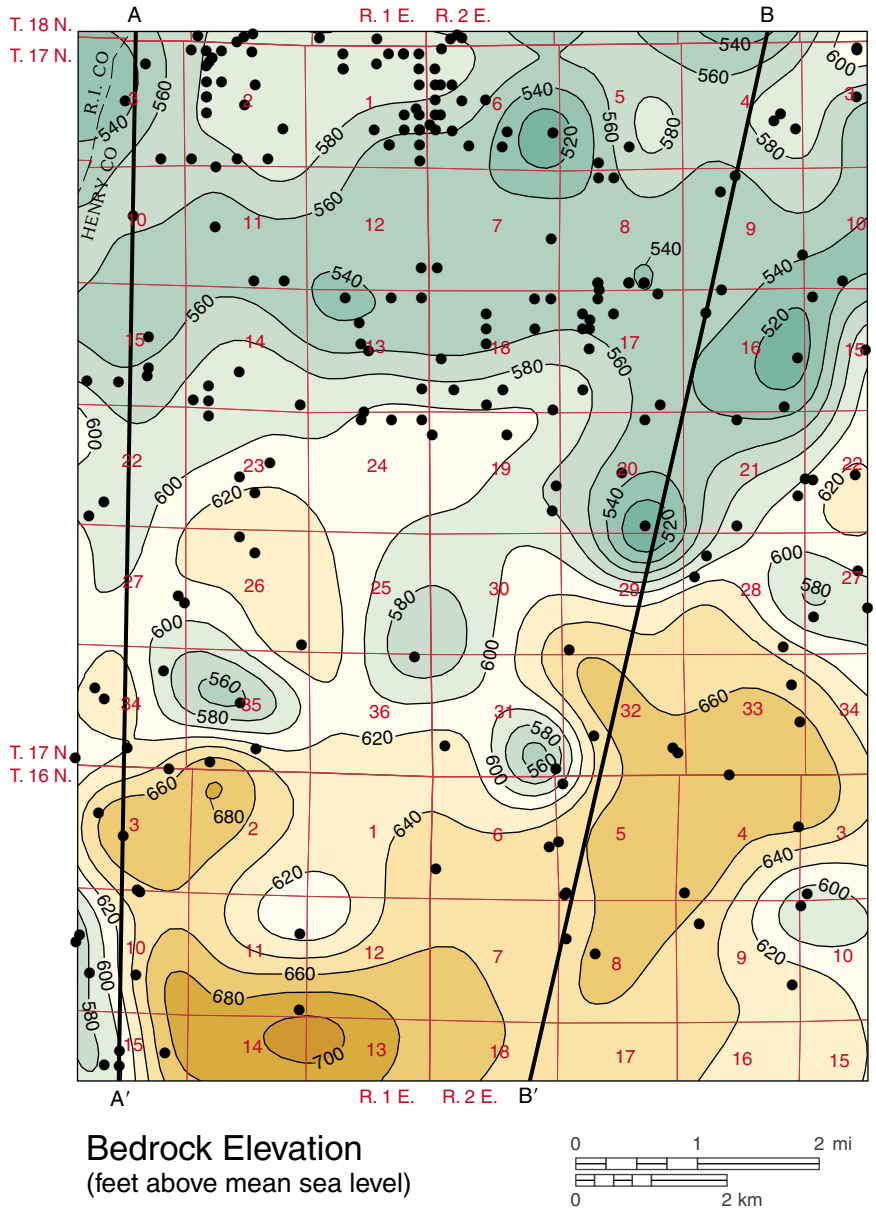 A R. 1 E. R. 2 E. B
T. 18 N.
T. 17 N.
540
560
600
R.I. CO
HENRY CO
560
540
3 2 1 6 5 4 3
580
540
520
560
580
580
560
10 11 12 7 8 9 10
540
540
540
560
520
15 14 13 18 17 16 15
580
560
600
22 23 24 19 20 21 22
600
620
620
540
520
600
27 26 25 30 29 28 27
580
580
600
600
34 35 36 31 32 33 34
560
580
660
620
580
560
600
T. 17 N.
T. 16 N.
660
680
3 2 1 6 5 4 3
640
640
620
600
620
10 11 12 7 8 9 10
620
600
660
680
580
15 14 13 18 17 16 15
700
A′ R. 1 E. R. 2 E. B′
Bedrock Elevation
(feet above mean sea level)
0 1 2 mi
0 2 km